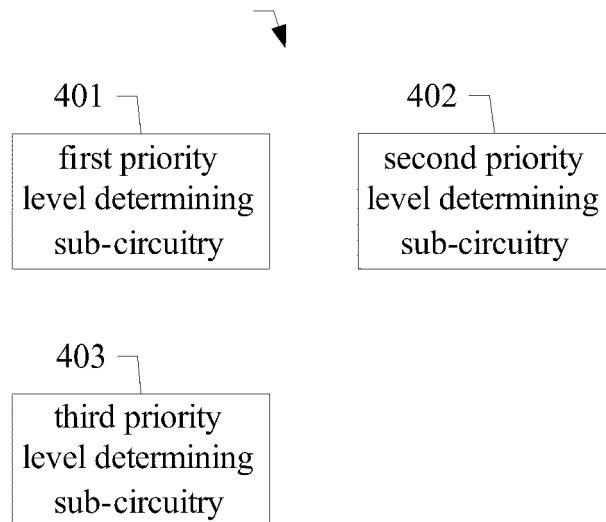 401
402
first priority
level determining
sub-circuitry
second priority
level determining
sub-circuitry
403
third priority
level determining
sub-circuitry